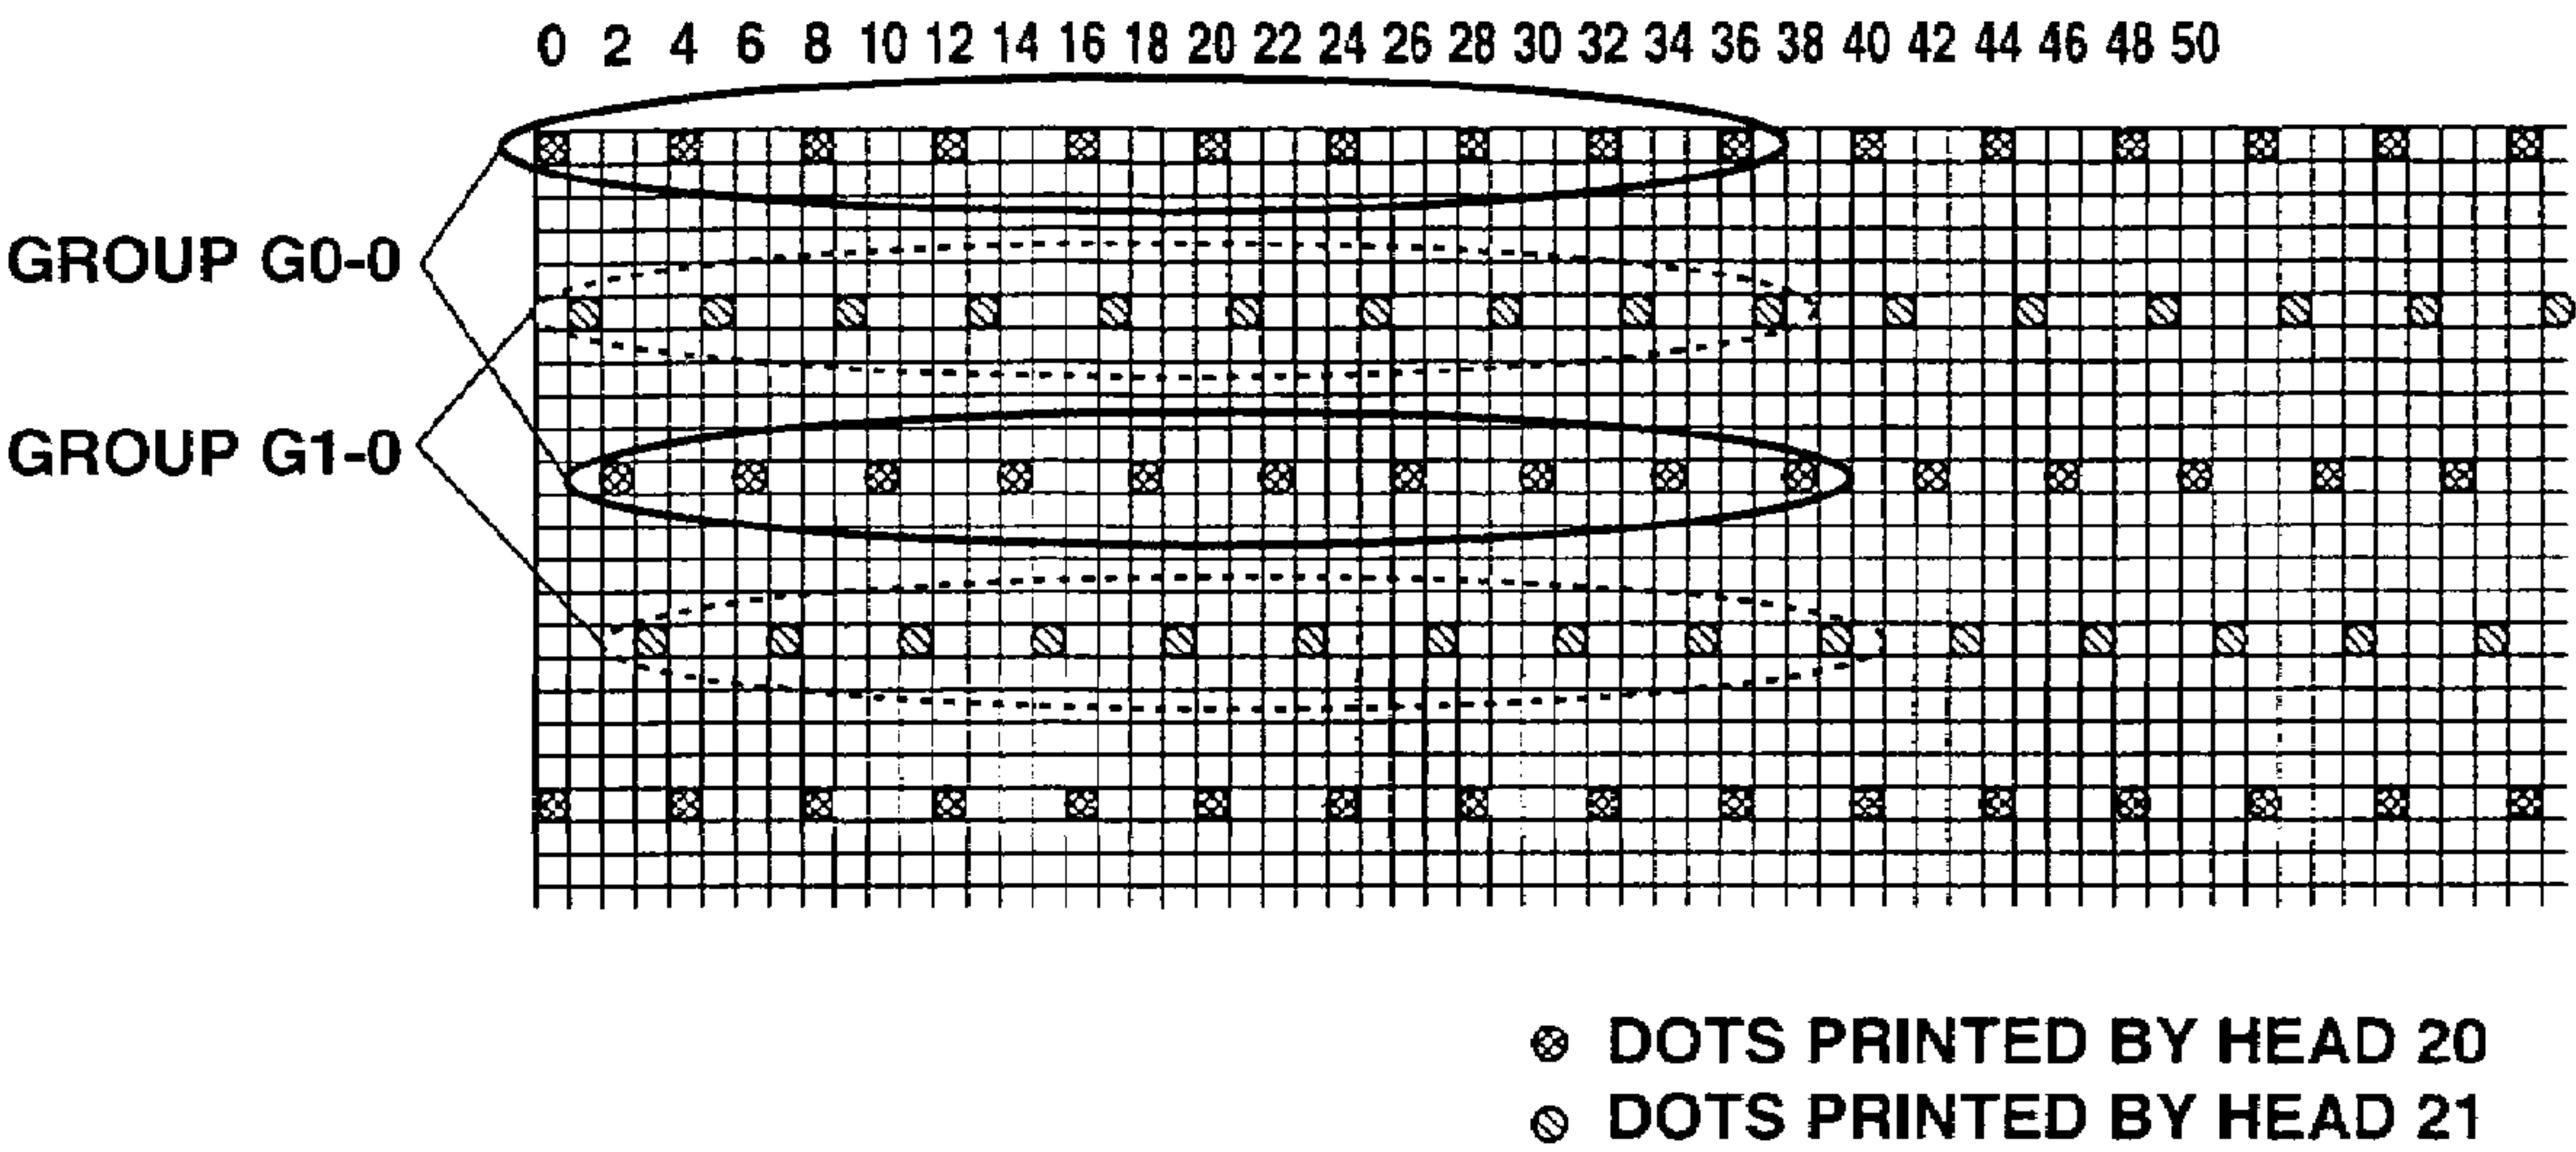 0 2 4 6 8 10 12 14 16 18 20 22 24 26 28 30 32 34 36 38 40 42 44 46 48 50
GROUP G0-0
GROUP G1-0
DOTS PRINTED BY HEAD 20
DOTS PRINTED BY HEAD 21